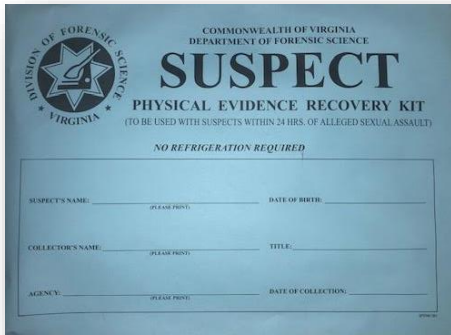 DIVISION OF FORENSIC SCIENCE
★ VIRGINIA ★
COMMONWEALTH OF VIRGINIA
DEPARTMENT OF FORENSIC SCIENCE
SUSPECT
PHYSICAL EVIDENCE RECOVERY KIT
(TO BE USED WITH SUSPECTS WITHIN 24 HRS. OF ALLEGED SEXUAL ASSAULT)
NO REFRIGERATION REQUIRED
SUSPECT'S NAME: DATE OF BIRTH:
(PLEASE PRINT)
COLLECTOR'S NAME: TITLE:
(PLEASE PRINT)
AGENCY: DATE OF COLLECTION:
(PLEASE PRINT)